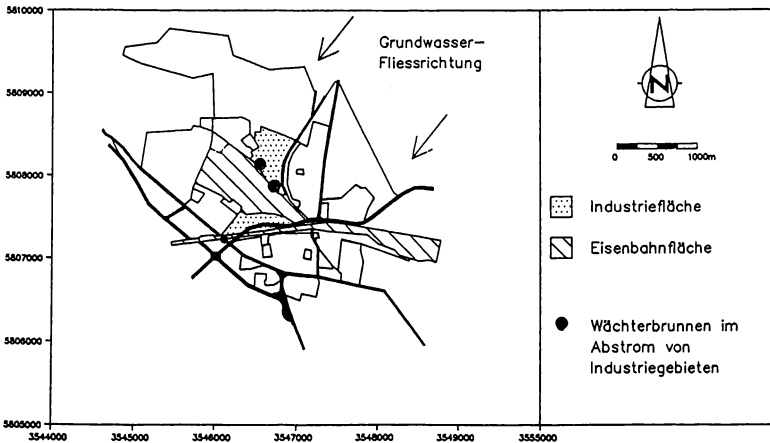 5810000
5809000
5808000
5807000
5806000
5805000
3544000 3545000 3546000 3547000 3548000 3549000 3550000
Grundwasser-
Fliessrichtung
N
0 500 1000m
Industriefläche
Eisenbahnfläche
Wächterbrunnen im
Abstrom von
Industriegebieten